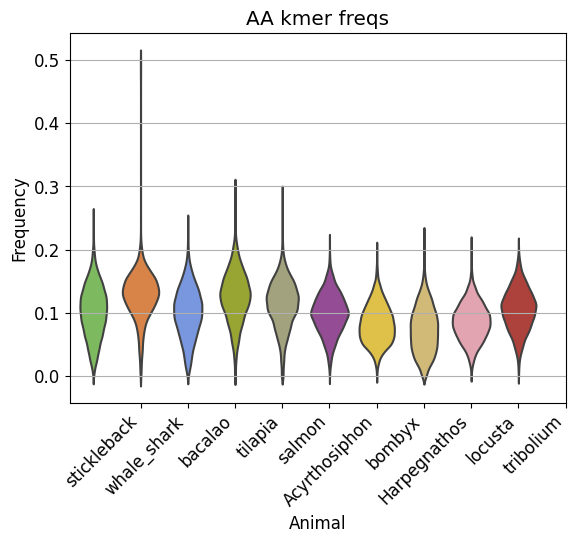 AA kmer freqs
Frequency
0.5
0.4
0.3
0.2
0.1
0.0
stickleback
whale_shark
bacalao
tilapia
salmon
Acyrthosiphon
bombyx
Harpegnathos
locusta
tribolium
Animal